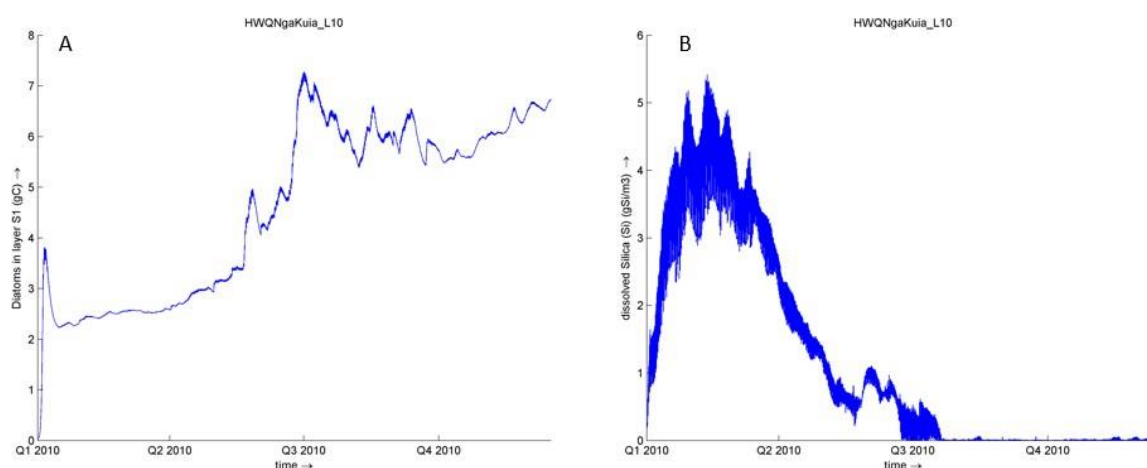 HWQNgaKuia_L10
A
Diatoms in layer S1 (gC) →
8
7
6
5
4
3
2
1
0
Q1 2010
Q2 2010
Q3 2010
Q4 2010
time →
HWQNgaKuia_L10
B
dissolved Silica (Si) (gSi/m3) →
6
5
4
3
2
1
0
Q1 2010
Q2 2010
Q3 2010
Q4 2010
time →